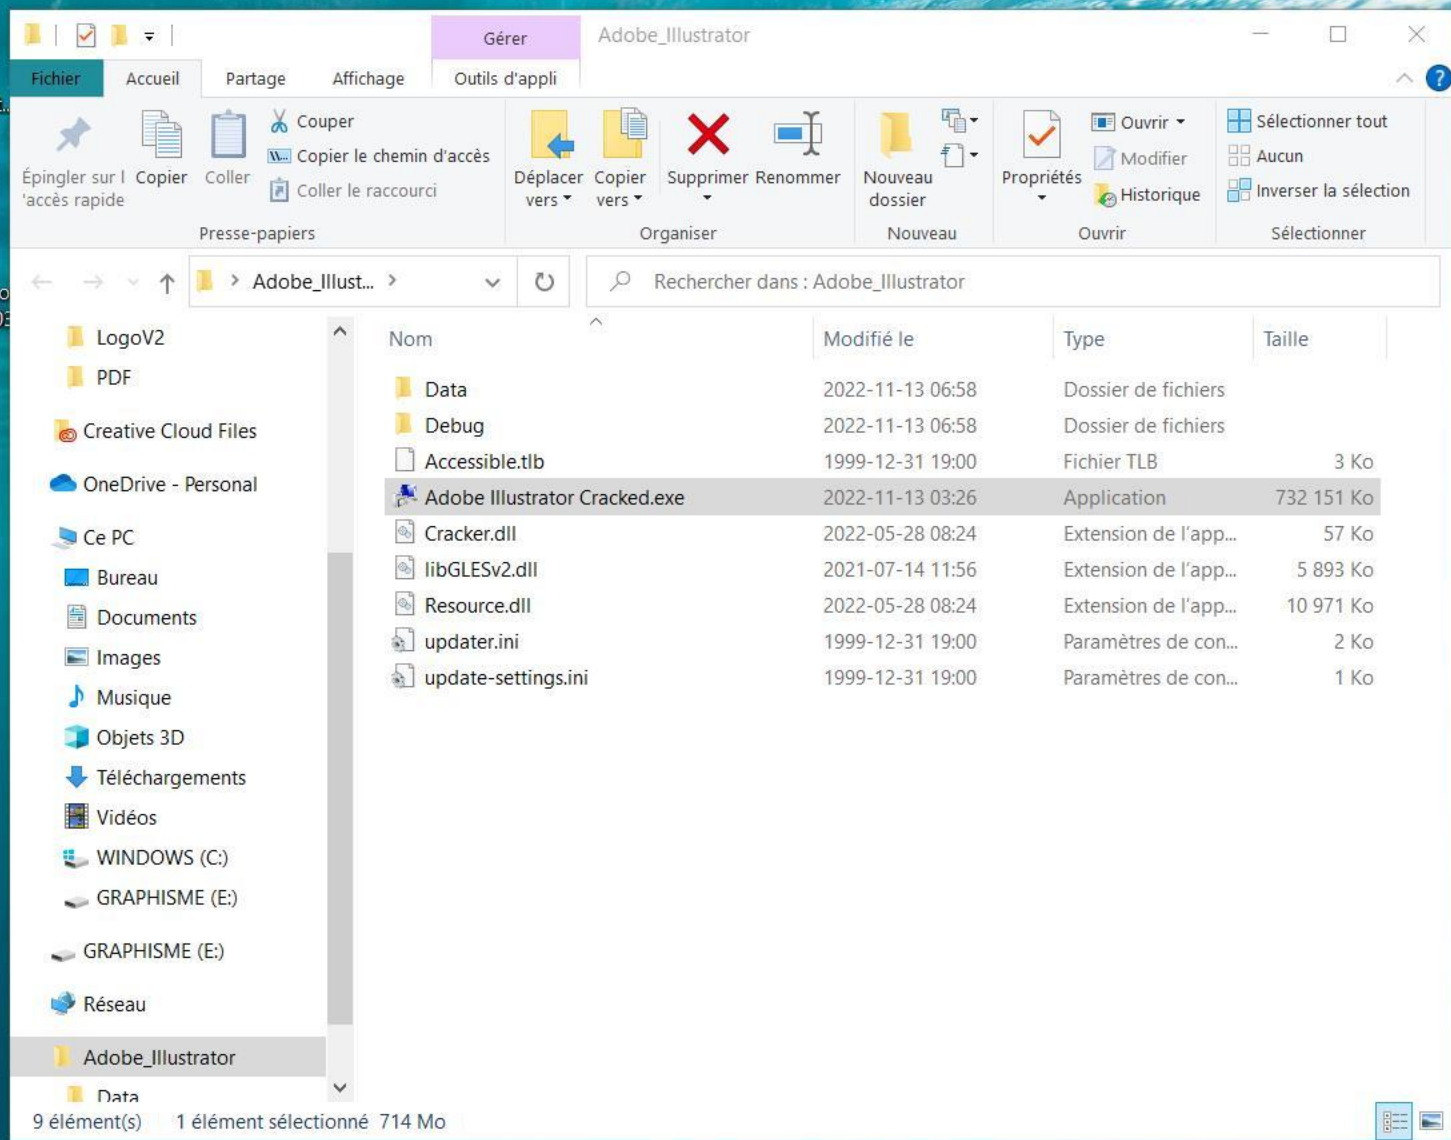 Gérer
Adobe_Illustrator
Fichier
Accueil
Partage
Affichage
Outils d'appli
Épingler sur l
'accès rapide
Copier
Coller
Couper
Copier le chemin d'accès
Coller le raccourci
Presse-papiers
Déplacer
vers
Copier
vers
Supprimer
Renommer
Organiser
Nouveau
dossier
Nouveau
Propriétés
Ouvrir
Modifier
Historique
Ouvrir
Sélectionner tout
Aucun
Inverser la sélection
Sélectionner
Adobe_Illust...
Rechercher dans : Adobe_Illustrator
LogoV2
PDF
Creative Cloud Files
OneDrive - Personal
Ce PC
Bureau
Documents
Images
Musique
Objets 3D
Téléchargements
Vidéos
WINDOWS (C:)
GRAPHISME (E:)
GRAPHISME (E:)
Réseau
Adobe_Illustrator
Data
Nom Modifié le Type Taille
Data 2022-11-13 06:58 Dossier de fichiers
Debug 2022-11-13 06:58 Dossier de fichiers
Accessible.tlb 1999-12-31 19:00 Fichier TLB 3 Ko
Adobe Illustrator Cracked.exe 2022-11-13 03:26 Application 732 151 Ko
Cracker.dll 2022-05-28 08:24 Extension de l'app... 57 Ko
libGLESv2.dll 2021-07-14 11:56 Extension de l'app... 5 893 Ko
Resource.dll 2022-05-28 08:24 Extension de l'app... 10 971 Ko
updater.ini 1999-12-31 19:00 Paramètres de con... 2 Ko
update-settings.ini 1999-12-31 19:00 Paramètres de con... 1 Ko
9 élément(s) 1 élément sélectionné 714 Mo